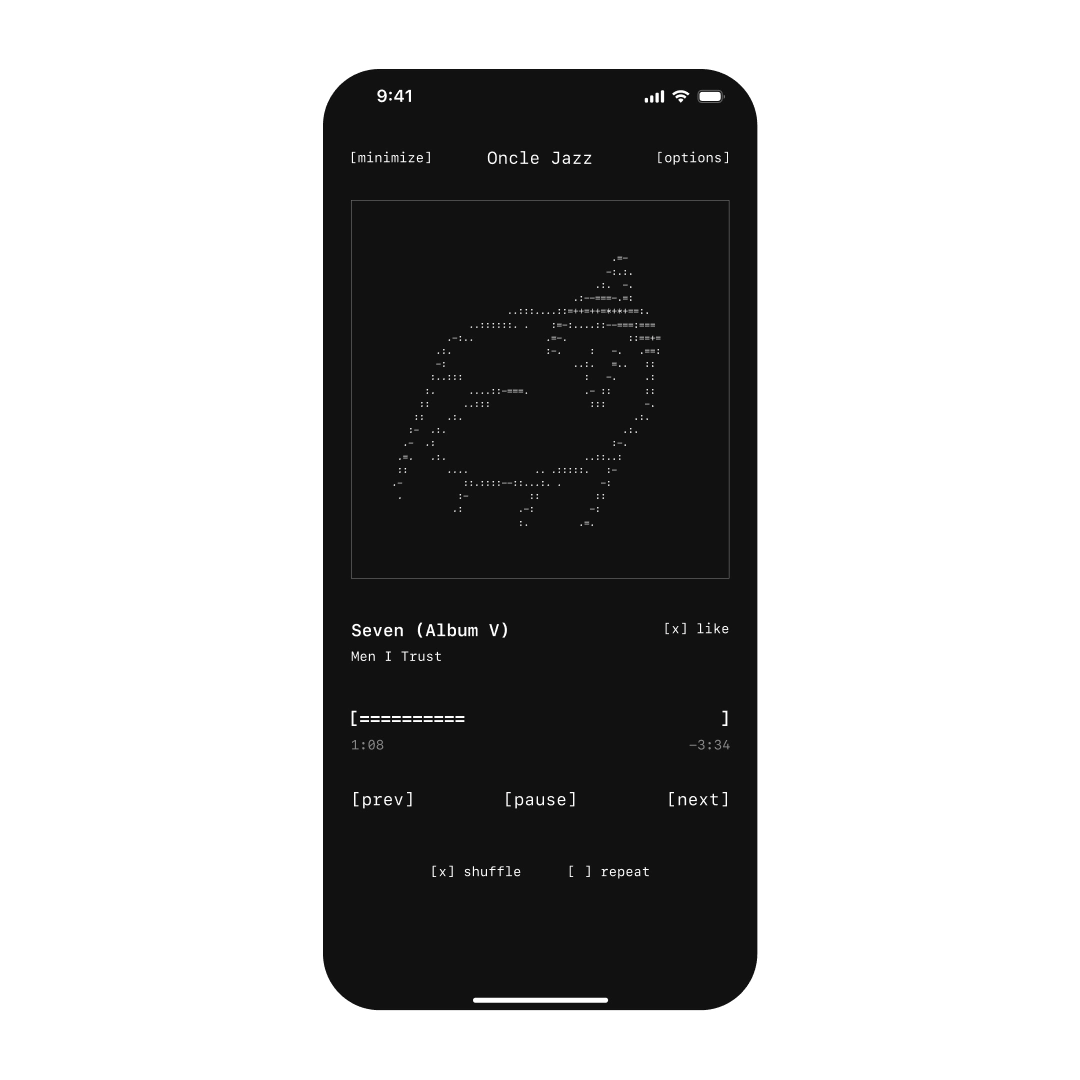 9:41
[minimize] Oncle Jazz [options]
.=-
-:.:.
.:. -.
.:--===-.=:
..:::....::=++=++=*+*+==:.
..::::::. . :=-:....::--===:===
.-:.. .=-. ::==+=
.:. :-. : -. .==:
-: ..:. =.. ::
:..::: : -. .:
:. ....::-===. .- :: ::
:: ..::: ::: -.
:: .:. .:.
:- .:. .:.
.- .: :-.
.=. .:. ..::..:
:: .... .. .:::::. :-
.- ::.::::--::...:. . -:
. :- :: ::
.: .-: -:
:. .=.
Seven (Album V) [x] like
Men I Trust
[========== ]
1:08 -3:34
[prev] [pause] [next]
[x] shuffle [ ] repeat